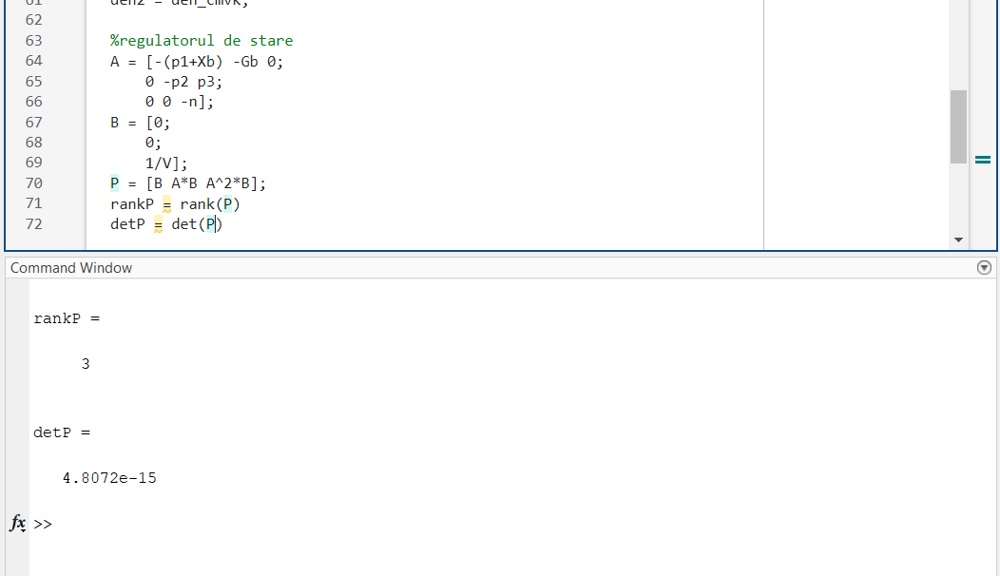 61 den2 = den_cmvk;
62
63 %regulatorul de stare
64 A = [-(p1+Xb) -Gb 0;
65 0 -p2 p3;
66 0 0 -n];
67 B = [0;
68 0;
69 1/V];
70 P = [B A*B A^2*B];
71 rankP = rank(P)
72 detP = det(P)
Command Window
rankP =
3
detP =
4.8072e-15
fx >>